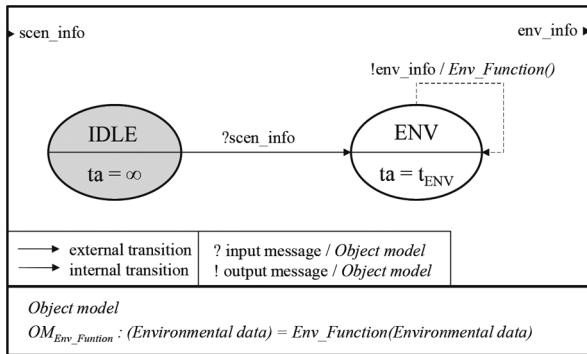 scen_info
env_info
!env_info / Env_Function()
IDLE
ta = ∞
?scen_info
ENV
ta = t_ENV
external transition
internal transition
? input message / Object model
! output message / Object model
Object model
OM_Env_Funtion : (Environmental data) = Env_Function(Environmental data)